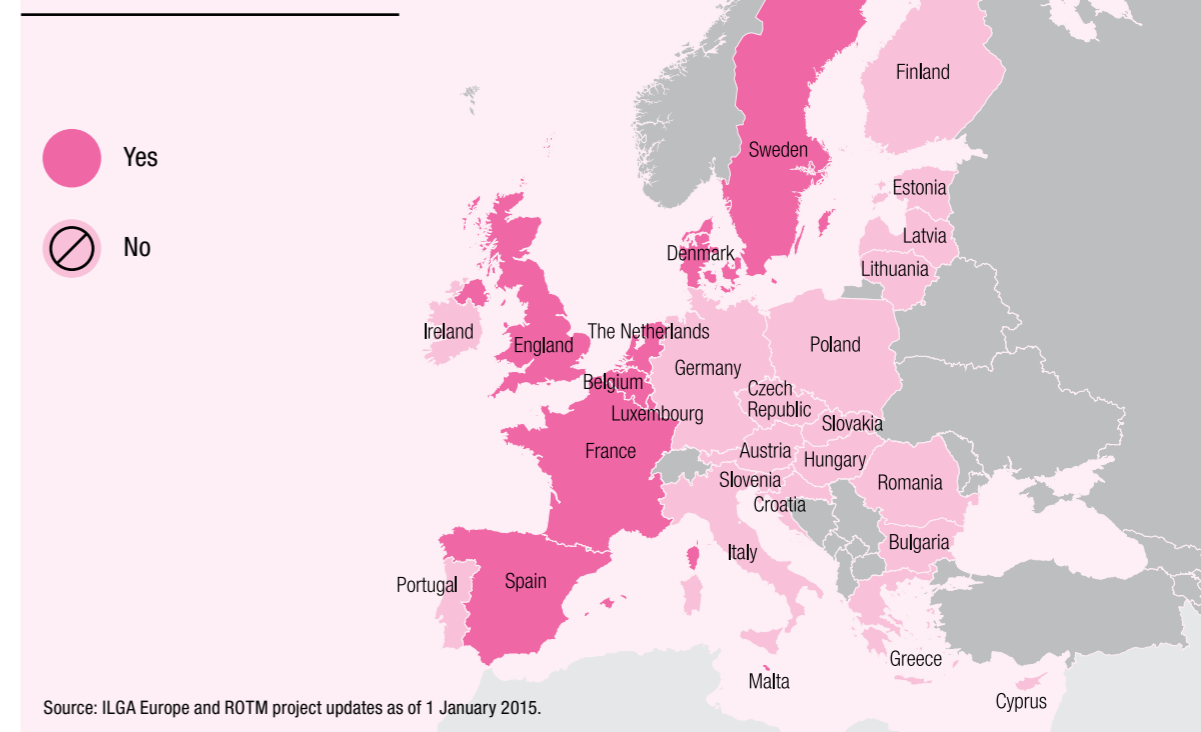 Yes
No
Finland
Sweden
Estonia
Latvia
Denmark
Lithuania
Ireland
The Netherlands
England
Poland
Germany
Belgium
Czech
Republic
Luxembourg
Slovakia
France
Austria
Hungary
Slovenia
Romania
Croatia
Bulgaria
Italy
Portugal
Spain
Greece
Malta
Cyprus
Source: ILGA Europe and ROTM project updates as of 1 January 2015.